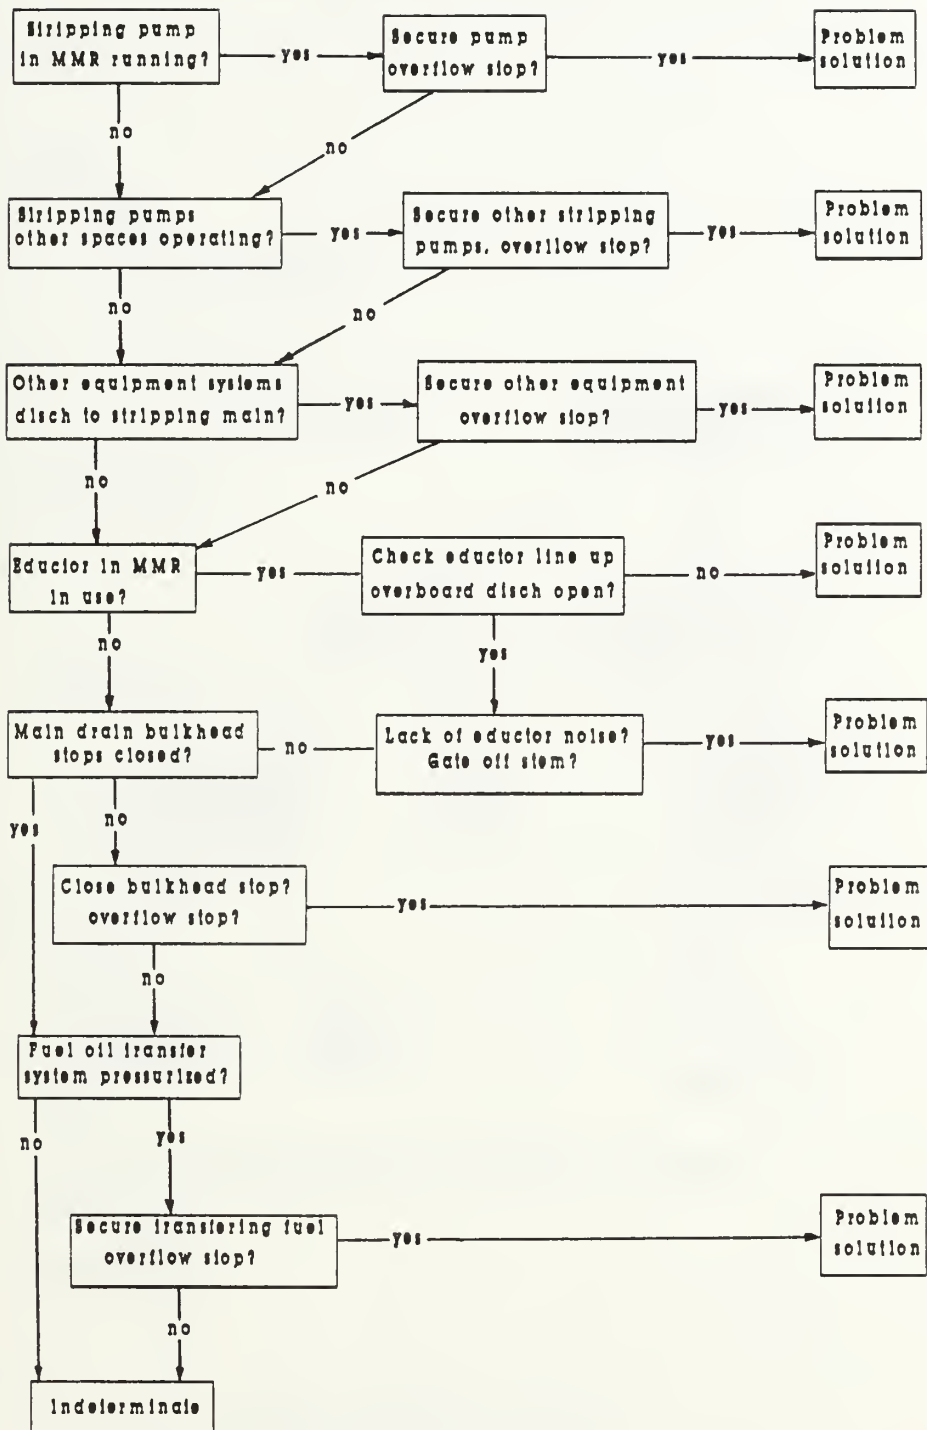 Stripping pump
in MMR running?
yes
Secure pump
overflow stop?
yes
Problem
solution
no
no
Stripping pumps
other spaces operating?
yes
Secure other stripping
pumps, overflow stop?
yes
Problem
solution
no
no
Other equipment systems
disch to stripping main?
yes
Secure other equipment
overflow stop?
yes
Problem
solution
no
no
Eductor in MMR
in use?
yes
Check eductor line up
overboard disch open?
no
Problem
solution
no
yes
Main drain bulkhead
stops closed?
no
Lack of eductor noise?
Gate off stem?
yes
Problem
solution
yes
no
Close bulkhead stop?
overflow stop?
yes
Problem
solution
no
Fuel oil transfer
system pressurized?
no
yes
Secure transfering fuel
overflow stop?
yes
Problem
solution
no
Indeterminate